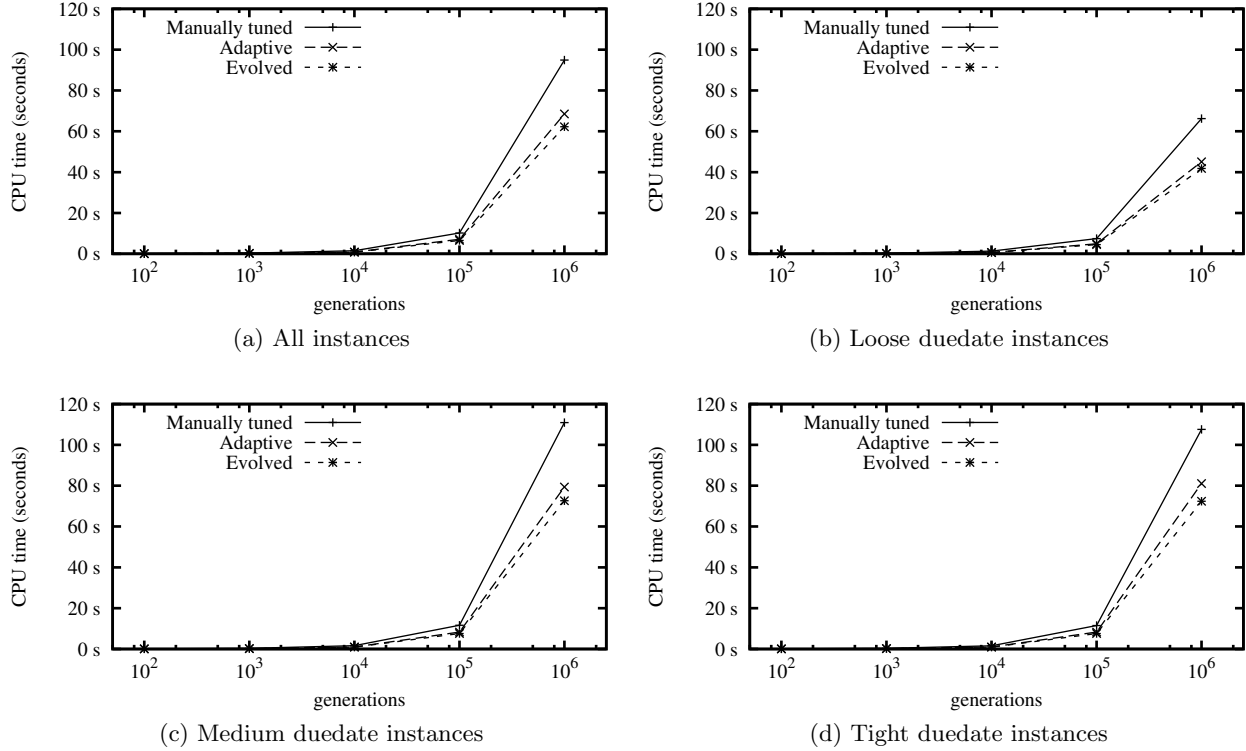 120 s
100 s
80 s
60 s
40 s
20 s
0 s
CPU time (seconds)
Manually tuned
Adaptive
Evolved
10^2 10^3 10^4 10^5 10^6
generations
(a) All instances
120 s
100 s
80 s
60 s
40 s
20 s
0 s
CPU time (seconds)
Manually tuned
Adaptive
Evolved
10^2 10^3 10^4 10^5 10^6
generations
(b) Loose duedate instances
120 s
100 s
80 s
60 s
40 s
20 s
0 s
CPU time (seconds)
Manually tuned
Adaptive
Evolved
10^2 10^3 10^4 10^5 10^6
generations
(c) Medium duedate instances
120 s
100 s
80 s
60 s
40 s
20 s
0 s
CPU time (seconds)
Manually tuned
Adaptive
Evolved
10^2 10^3 10^4 10^5 10^6
generations
(d) Tight duedate instances